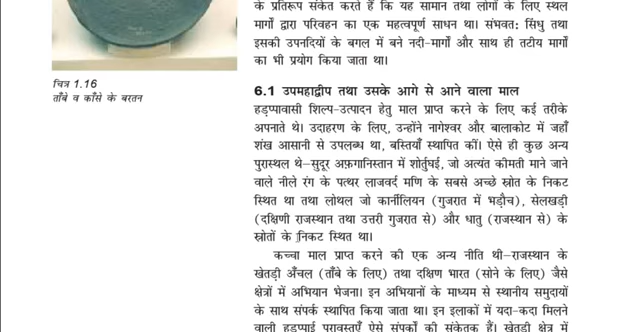 के प्रतिरूप संकेत करते हैं कि यह सामान तथा लोगों के लिए स्थल
मार्गों द्वारा परिवहन का एक महत्वपूर्ण साधन था। संभवत: सिंधु तथा
इसकी उपनदियों के बगल में बने नदी-मार्गों और साथ ही तटीय मार्गों
का भी प्रयोग किया जाता था।
चित्र 1.16
ताँबे व काँसे के बरतन
6.1 उपमहाद्वीप तथा उसके आगे से आने वाला माल
हड़प्पावासी शिल्प-उत्पादन हेतु माल प्राप्त करने के लिए कई तरीके
अपनाते थे। उदाहरण के लिए, उन्होंने नागेश्वर और बालाकोट में जहाँ
शंख आसानी से उपलब्ध था, बस्तियाँ स्थापित कीं। ऐसे ही कुछ अन्य
पुरास्थल थे–सुदूर अफ़गानिस्तान में शोर्तुघई, जो अत्यंत कीमती माने जाने
वाले नीले रंग के पत्थर लाजवर्द मणि के सबसे अच्छे स्रोत के निकट
स्थित था तथा लोथल जो कार्नीलियन (गुजरात में भड़ौच), सेलखड़ी
(दक्षिणी राजस्थान तथा उत्तरी गुजरात से) और धातु (राजस्थान से) के
स्रोतों के निकट स्थित था।
कच्चा माल प्राप्त करने की एक अन्य नीति थी–राजस्थान के
खेतड़ी अँचल (ताँबे के लिए) तथा दक्षिण भारत (सोने के लिए) जैसे
क्षेत्रों में अभियान भेजना। इन अभियानों के माध्यम से स्थानीय समुदायों
के साथ संपर्क स्थापित किया जाता था। इन इलाकों में यदा-कदा मिलने
वाली हड़प्पाई पुरावस्तुएँ ऐसे संपर्कों की संकेतक हैं। खेतड़ी क्षेत्र में